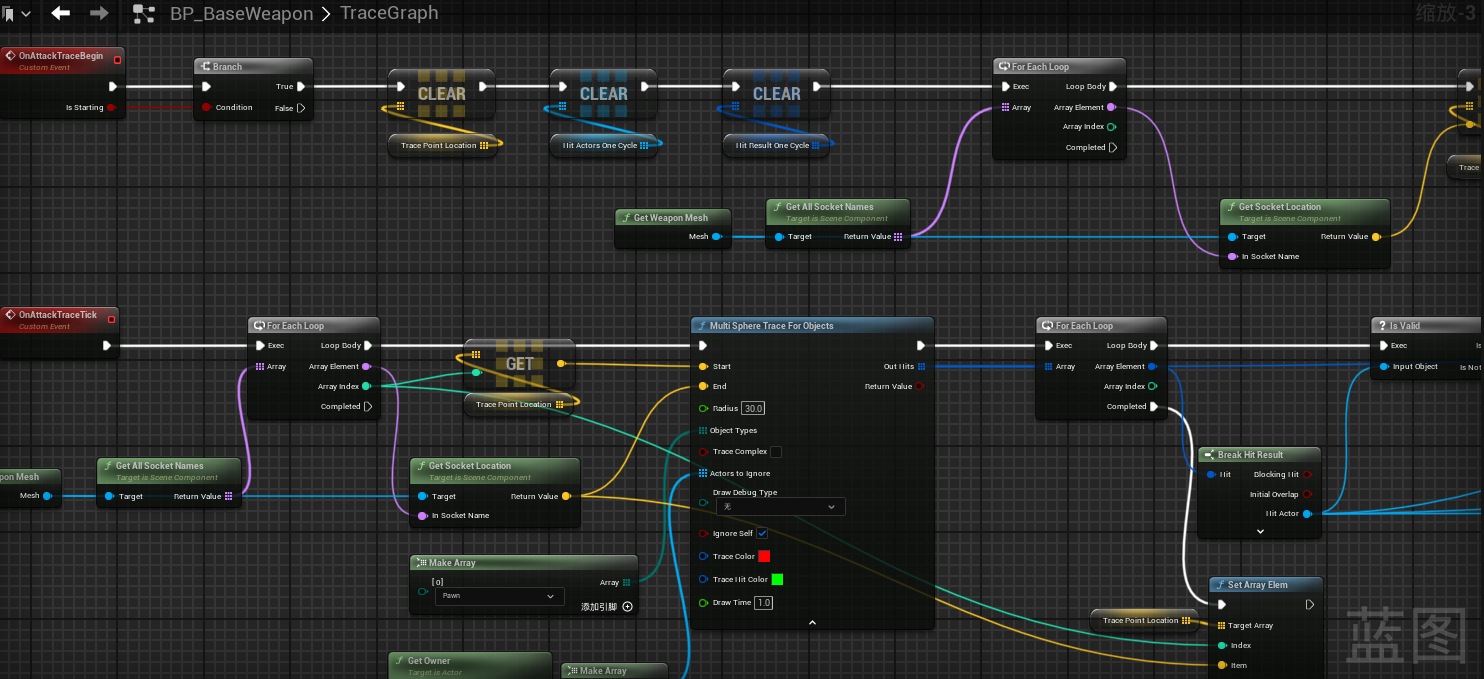 BP_BaseWeapon > TraceGraph
缩放-3
OnAttackTraceBegin
Custom Event
Is Starting
Branch
True
Condition
False
CLEAR
Trace Point Location
CLEAR
Hit Actors One Cycle
CLEAR
Hit Result One Cycle
For Each Loop
Exec
Loop Body
Array
Array Element
Array Index
Completed
Trace
Get Weapon Mesh
Mesh
Get All Socket Names
Target is Scene Component
Target
Return Value
Get Socket Location
Target is Scene Component
Target
Return Value
In Socket Name
OnAttackTraceTick
Custom Event
For Each Loop
Exec
Loop Body
Array
Array Element
Array Index
Completed
GET
Trace Point Location
Multi Sphere Trace For Objects
Start
Out Hits
End
Return Value
Radius
30.0
Object Types
Trace Complex
Actors to Ignore
Draw Debug Type
无
Ignore Self
Trace Color
Trace Hit Color
Draw Time
1.0
For Each Loop
Exec
Loop Body
Array
Array Element
Array Index
Completed
Is Valid
Exec
Is
Input Object
Is Not
Break Hit Result
Hit
Blocking Hit
Initial Overlap
Hit Actor
pon Mesh
Mesh
Get All Socket Names
Target is Scene Component
Target
Return Value
Get Socket Location
Target is Scene Component
Target
Return Value
In Socket Name
Make Array
[0]
Array
Pawn
添加引脚
Set Array Elem
Trace Point Location
Target Array
Index
Item
Get Owner
Target is Actor
Make Array
蓝图